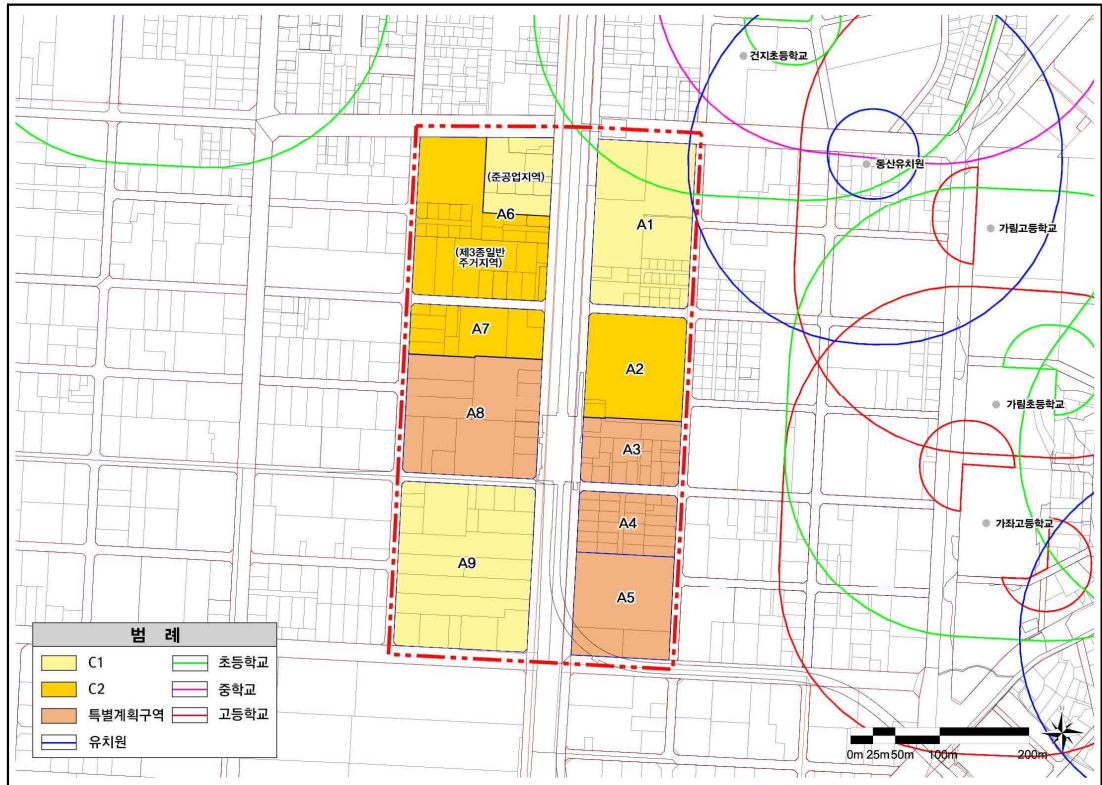 건지초등학교
동산유치원
(준공업지역)
A6
A1
가림고등학교
(제3종일반
주거지역)
A7
A2
A8
가림초등학교
A3
A4
가좌고등학교
A9
A5
범 례
C1
초등학교
C2
중학교
특별계획구역
고등학교
유치원
N
0m 25m 50m 100m 200m